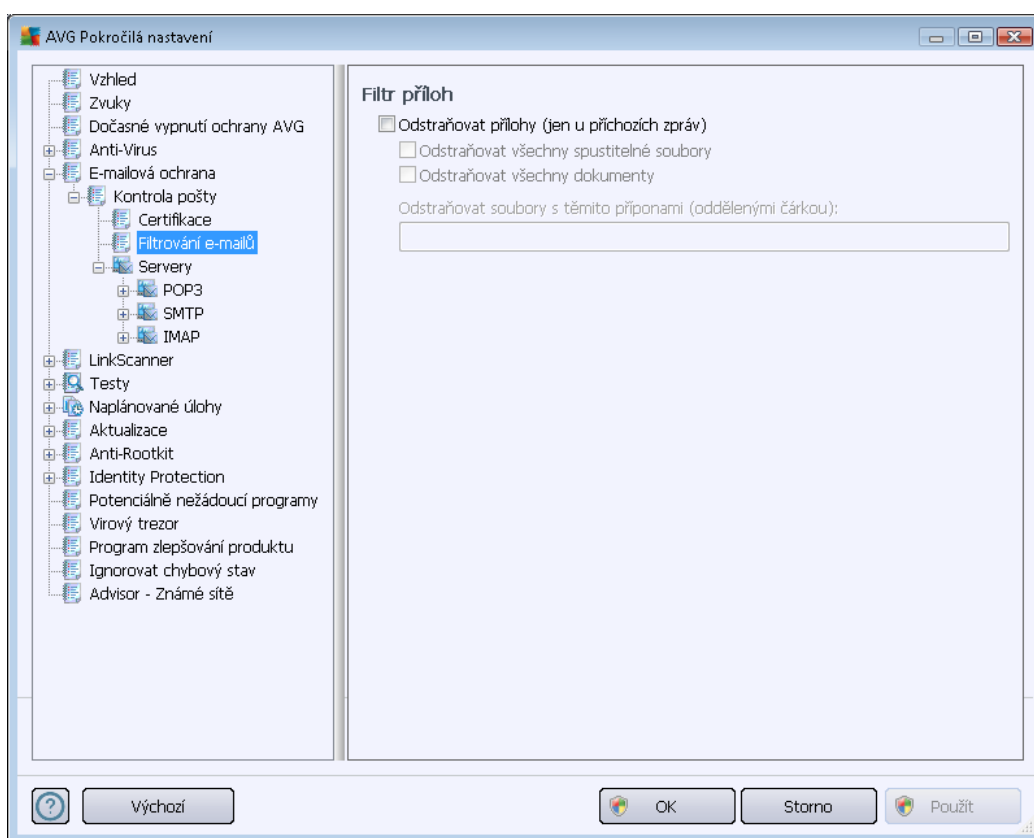 AVG Pokročilá nastavení
Vzhled
Zvuky
Dočasné vypnutí ochrany AVG
Anti-Virus
E-mailová ochrana
Kontrola pošty
Certifikace
Filtrování e-mailů
Servery
POP3
SMTP
IMAP
LinkScanner
Testy
Naplánované úlohy
Aktualizace
Anti-Rootkit
Identity Protection
Potenciálně nežádoucí programy
Virový trezor
Program zlepšování produktu
Ignorovat chybový stav
Advisor - Známé sítě
Filtr příloh
Odstraňovat přílohy (jen u příchozích zpráv)
Odstraňovat všechny spustitelné soubory
Odstraňovat všechny dokumenty
Odstraňovat soubory s těmito příponami (oddělenými čárkou):
Výchozí
OK
Storno
Použít